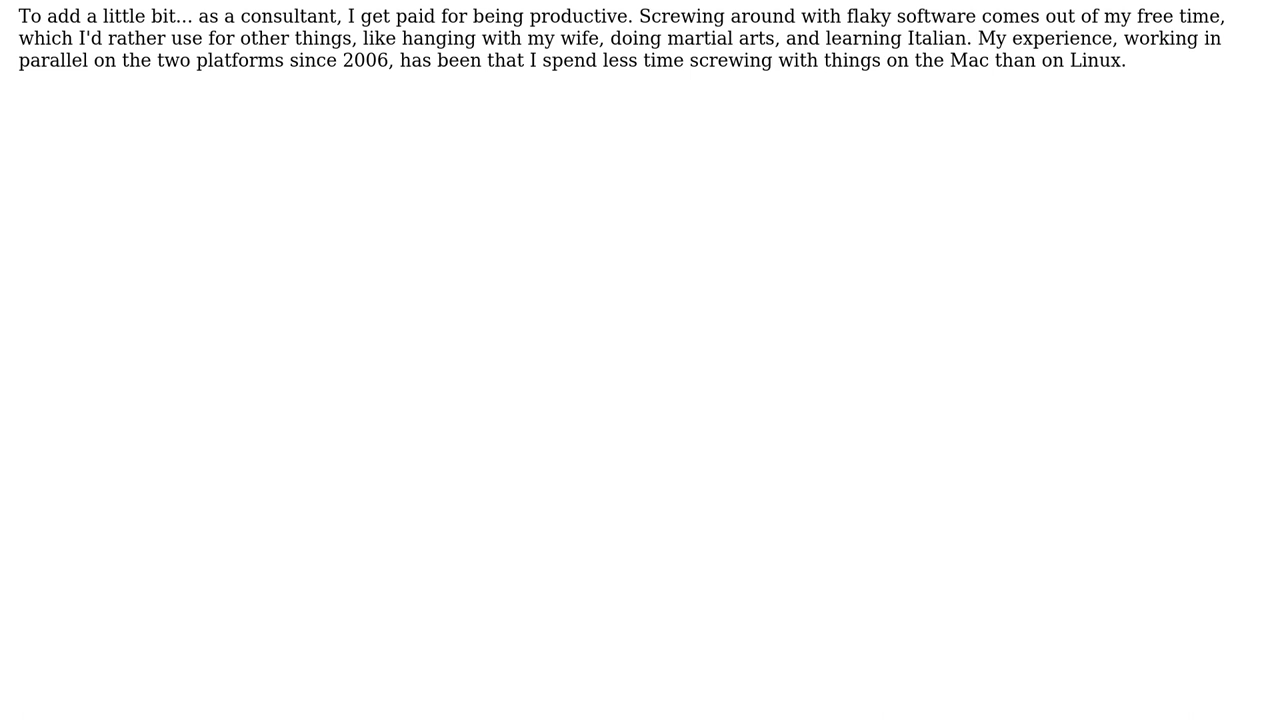 To add a little bit... as a consultant, I get paid for being productive. Screwing around with flaky software comes out of my free time,
which I'd rather use for other things, like hanging with my wife, doing martial arts, and learning Italian. My experience, working in
parallel on the two platforms since 2006, has been that I spend less time screwing with things on the Mac than on Linux.